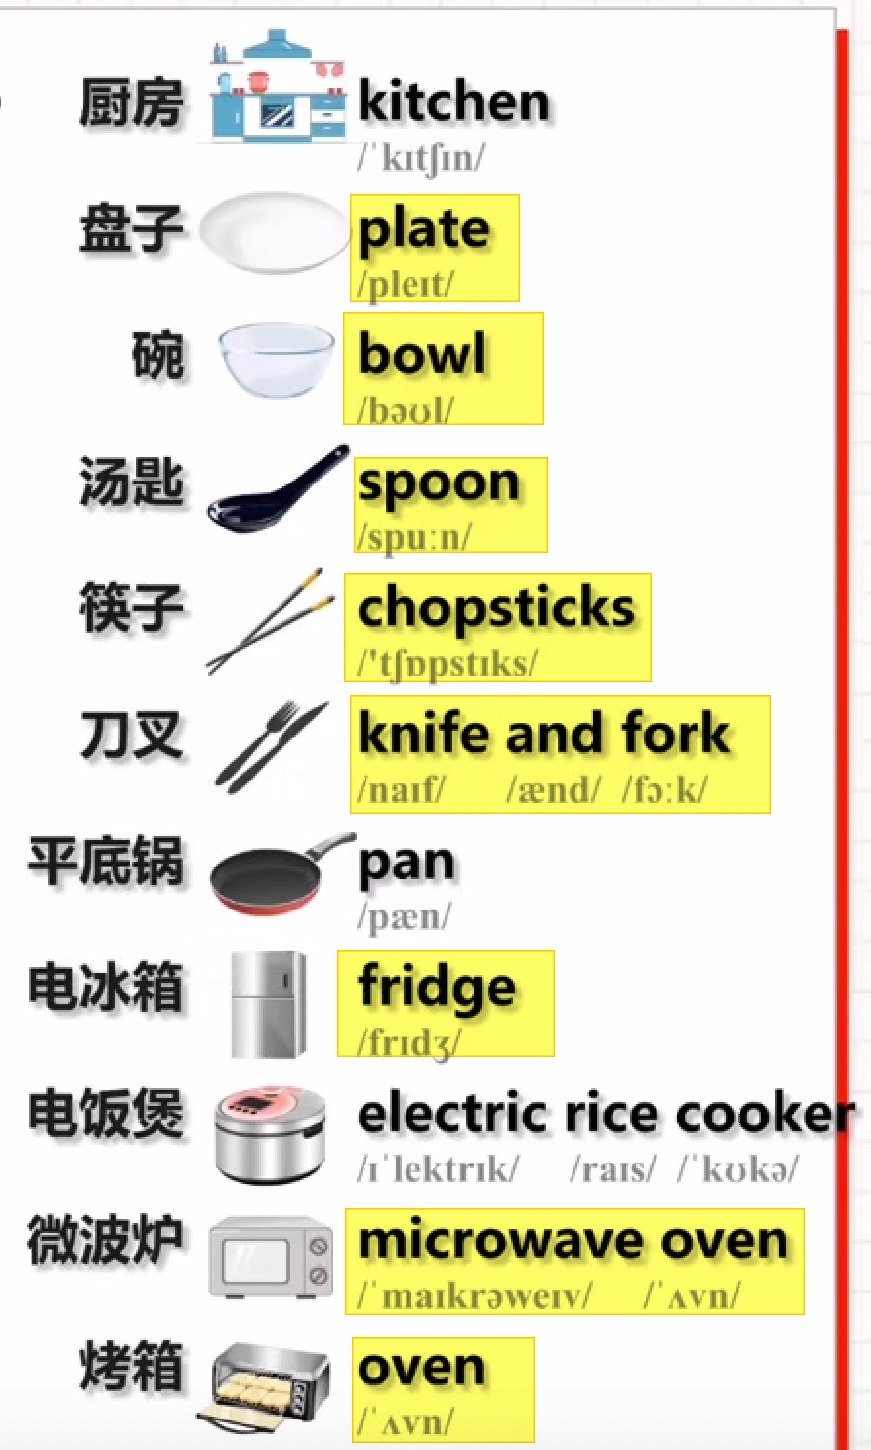 厨房 kitchen
/ˈkɪtʃɪn/
盘子 plate
/pleɪt/
碗 bowl
/bəʊl/
汤匙 spoon
/spuːn/
筷子 chopsticks
/'tʃɒpstɪks/
刀叉 knife and fork
/naɪf/ /ænd/ /fɔːk/
平底锅 pan
/pæn/
电冰箱 fridge
/frɪdʒ/
电饭煲 electric rice cooker
/ɪˈlektrɪk/ /raɪs/ /ˈkʊkə/
微波炉 microwave oven
/ˈmaɪkrəweɪv/ /ˈʌvn/
烤箱 oven
/ˈʌvn/